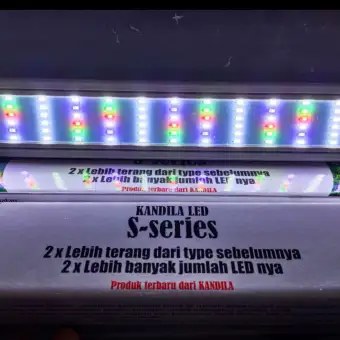 2 x Lebih terang dari type sebelumnya
2 x Lebih banyak jumlah LED nya
Produk terbaru dari KANDILA
KANDILA LED
S-series
2 x Lebih terang dari type sebelumnya
2 x Lebih banyak jumlah LED nya
Produk terbaru dari KANDILA